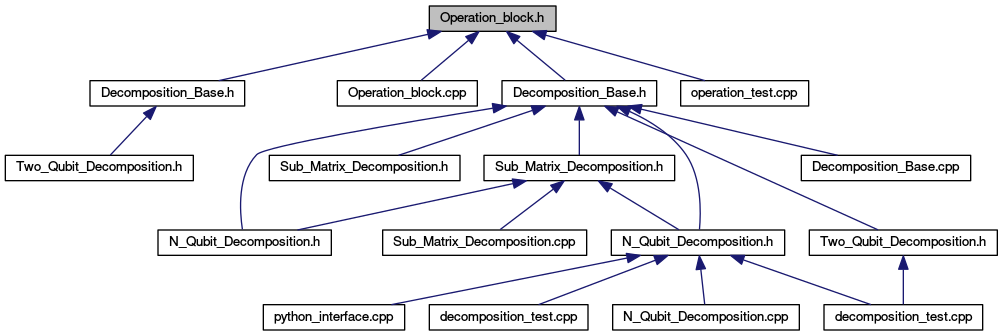 Operation_block.h
Decomposition_Base.h
Operation_block.cpp
Decomposition_Base.h
operation_test.cpp
Two_Qubit_Decomposition.h
Sub_Matrix_Decomposition.h
Sub_Matrix_Decomposition.h
Decomposition_Base.cpp
N_Qubit_Decomposition.h
Sub_Matrix_Decomposition.cpp
N_Qubit_Decomposition.h
Two_Qubit_Decomposition.h
python_interface.cpp
decomposition_test.cpp
N_Qubit_Decomposition.cpp
decomposition_test.cpp